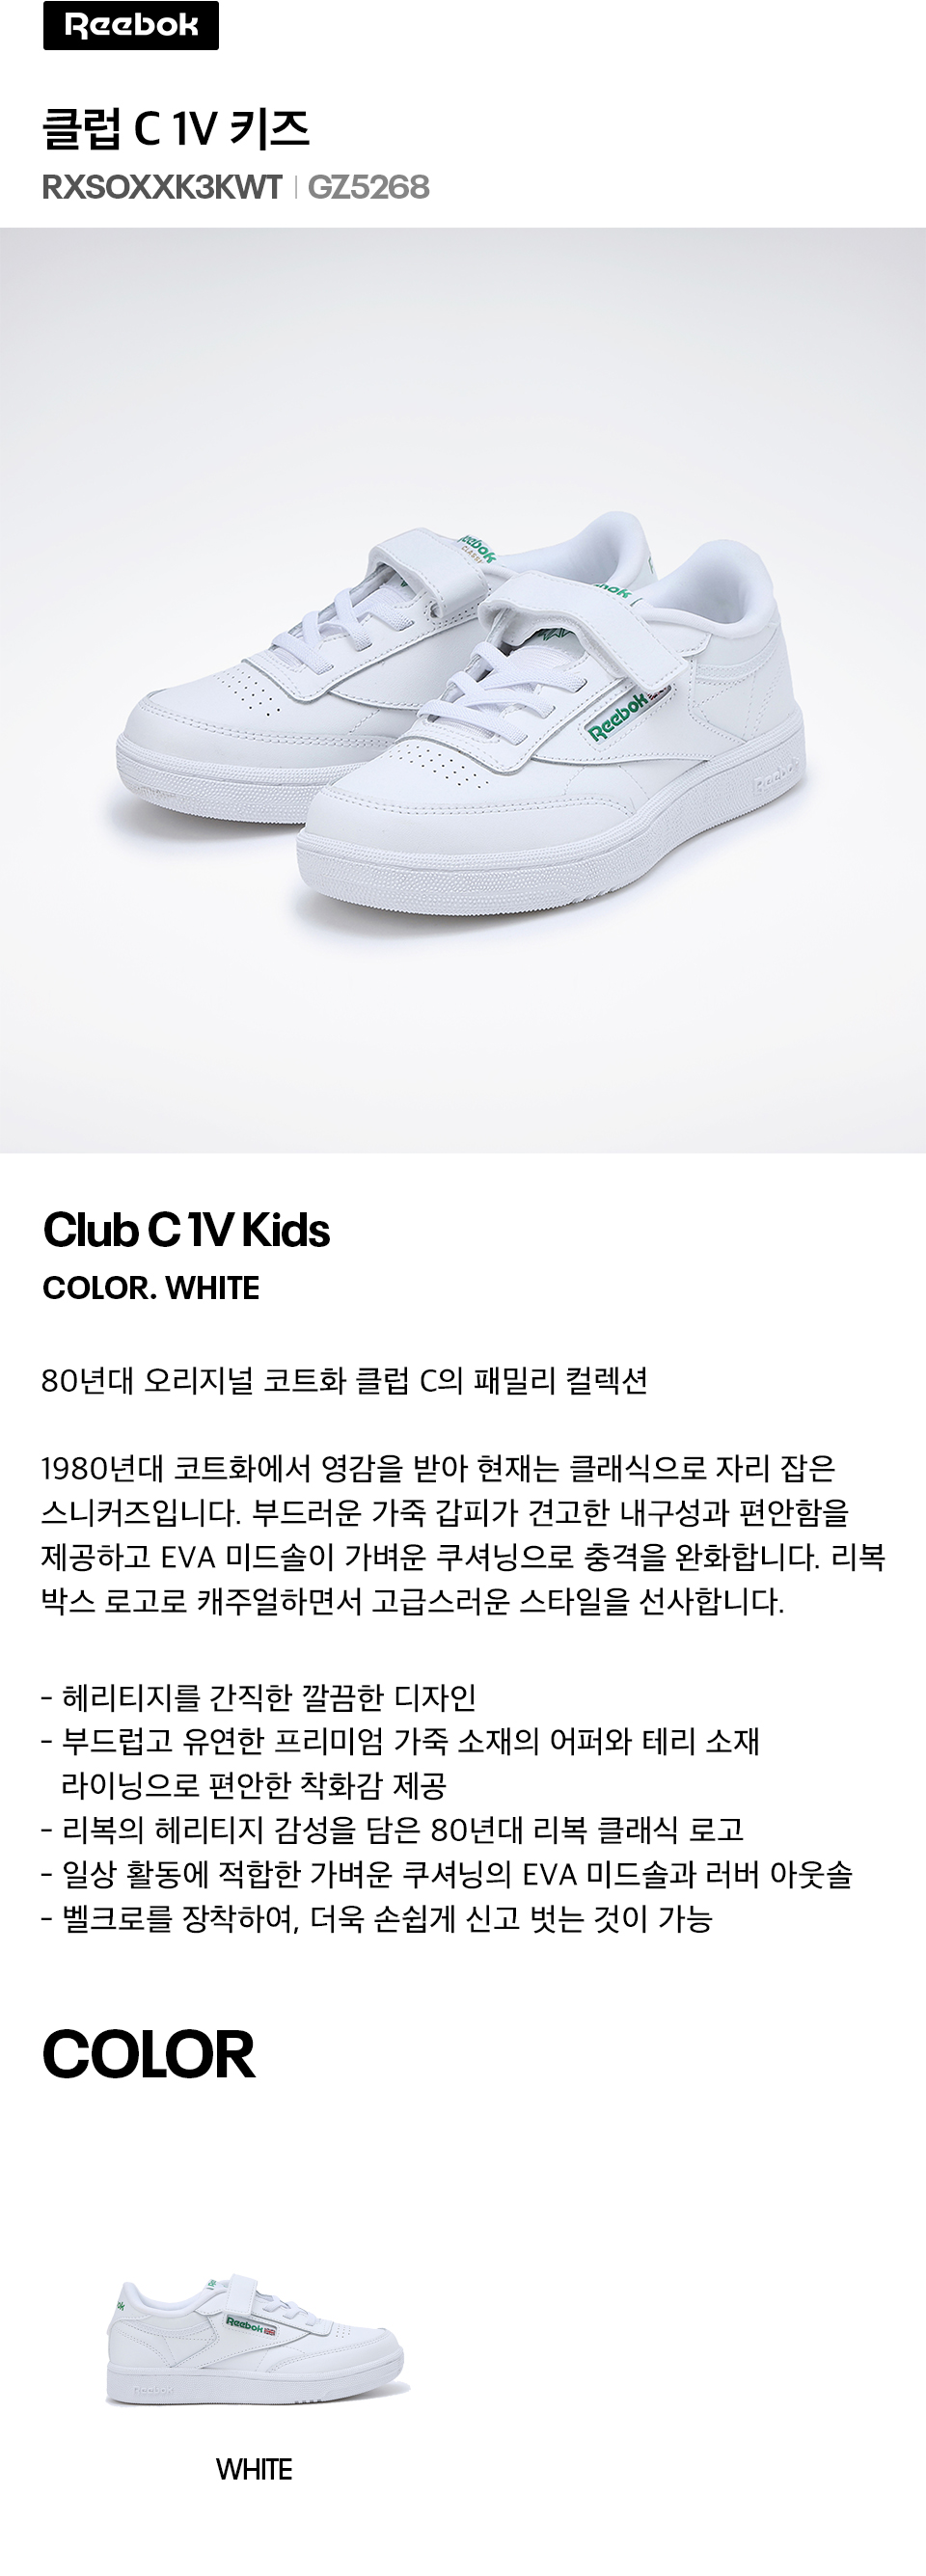 Reebok
클럽 C 1V 키즈
RXSOXXK3KWT | GZ5268
Reebok
Reebok
Club C 1V Kids
COLOR. WHITE
80년대 오리지널 코트화 클럽 C의 패밀리 컬렉션
1980년대 코트화에서 영감을 받아 현재는 클래식으로 자리 잡은
스니커즈입니다. 부드러운 가죽 갑피가 견고한 내구성과 편안함을
제공하고 EVA 미드솔이 가벼운 쿠셔닝으로 충격을 완화합니다. 리복
박스 로고로 캐주얼하면서 고급스러운 스타일을 선사합니다.
- 헤리티지를 간직한 깔끔한 디자인
- 부드럽고 유연한 프리미엄 가죽 소재의 어퍼와 테리 소재
라이닝으로 편안한 착화감 제공
- 리복의 헤리티지 감성을 담은 80년대 리복 클래식 로고
- 일상 활동에 적합한 가벼운 쿠셔닝의 EVA 미드솔과 러버 아웃솔
- 벨크로를 장착하여, 더욱 손쉽게 신고 벗는 것이 가능
COLOR
Reebok
Reebok
WHITE